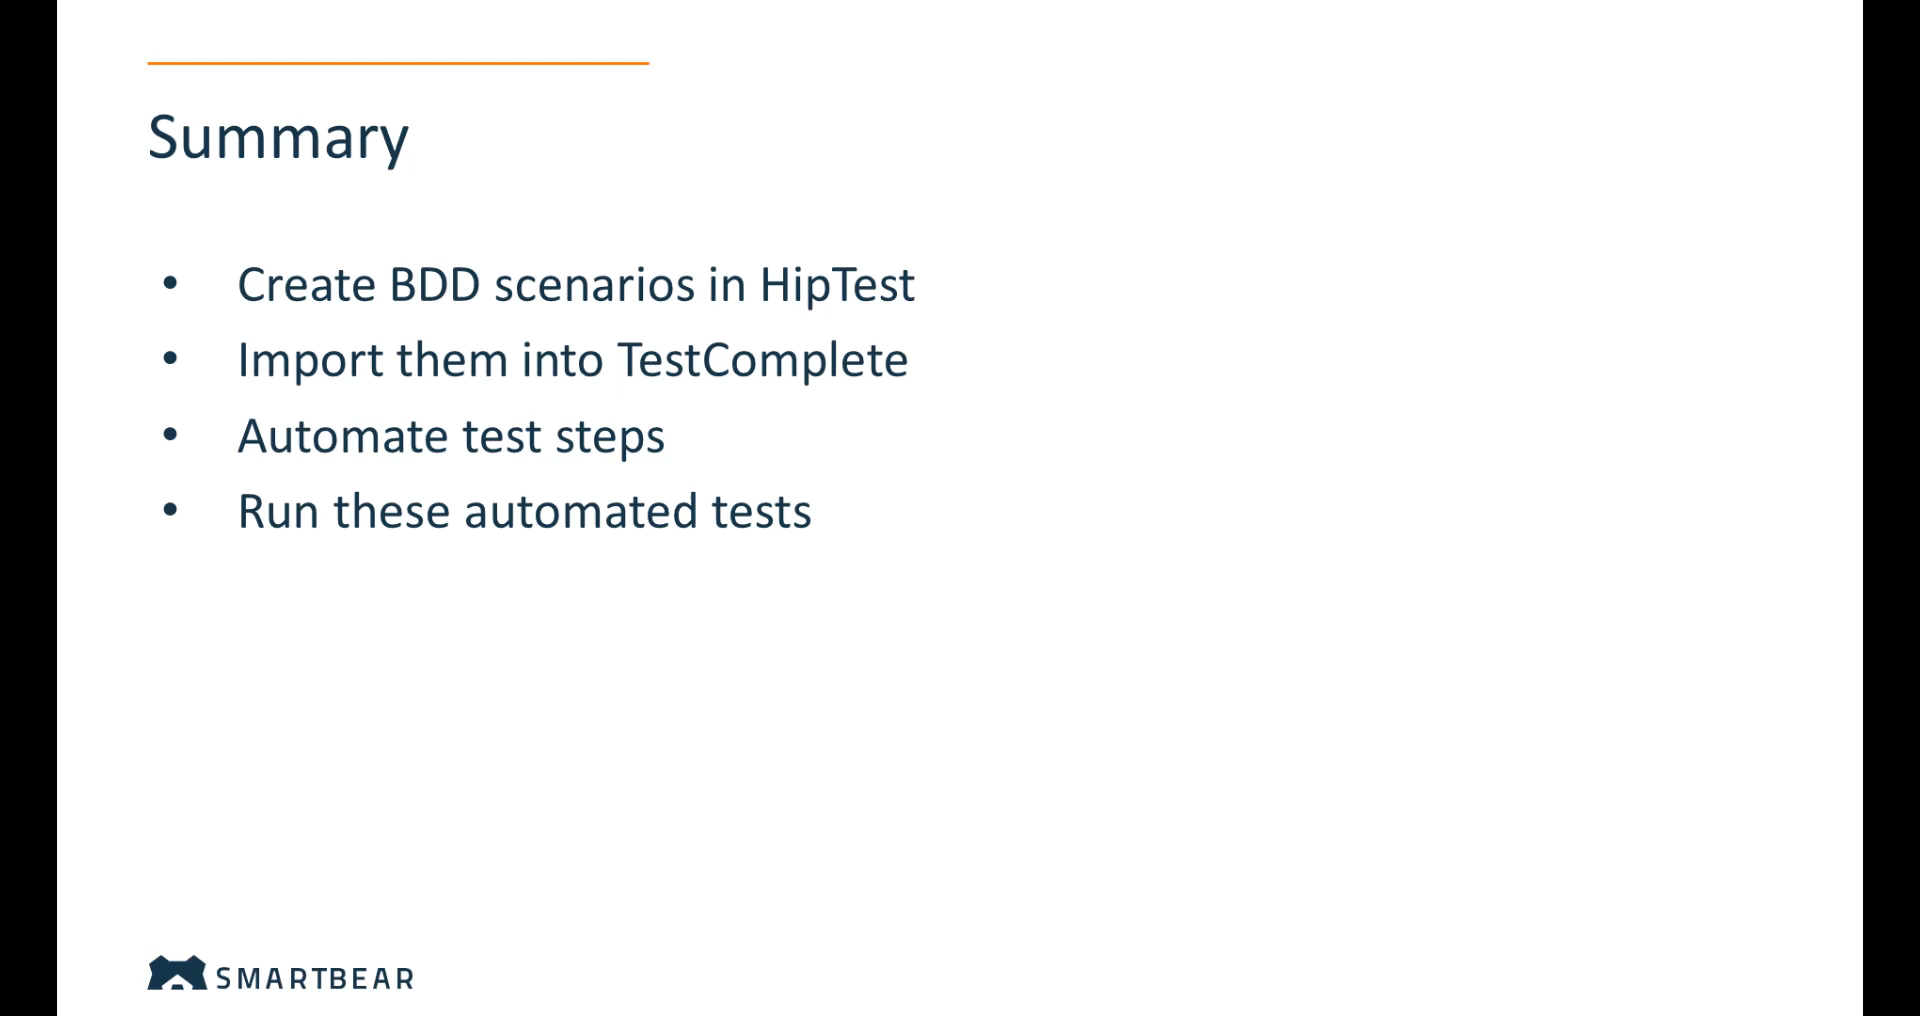 Summary
• Create BDD scenarios in HipTest
• Import them into TestComplete
• Automate test steps
• Run these automated tests
SMARTBEAR